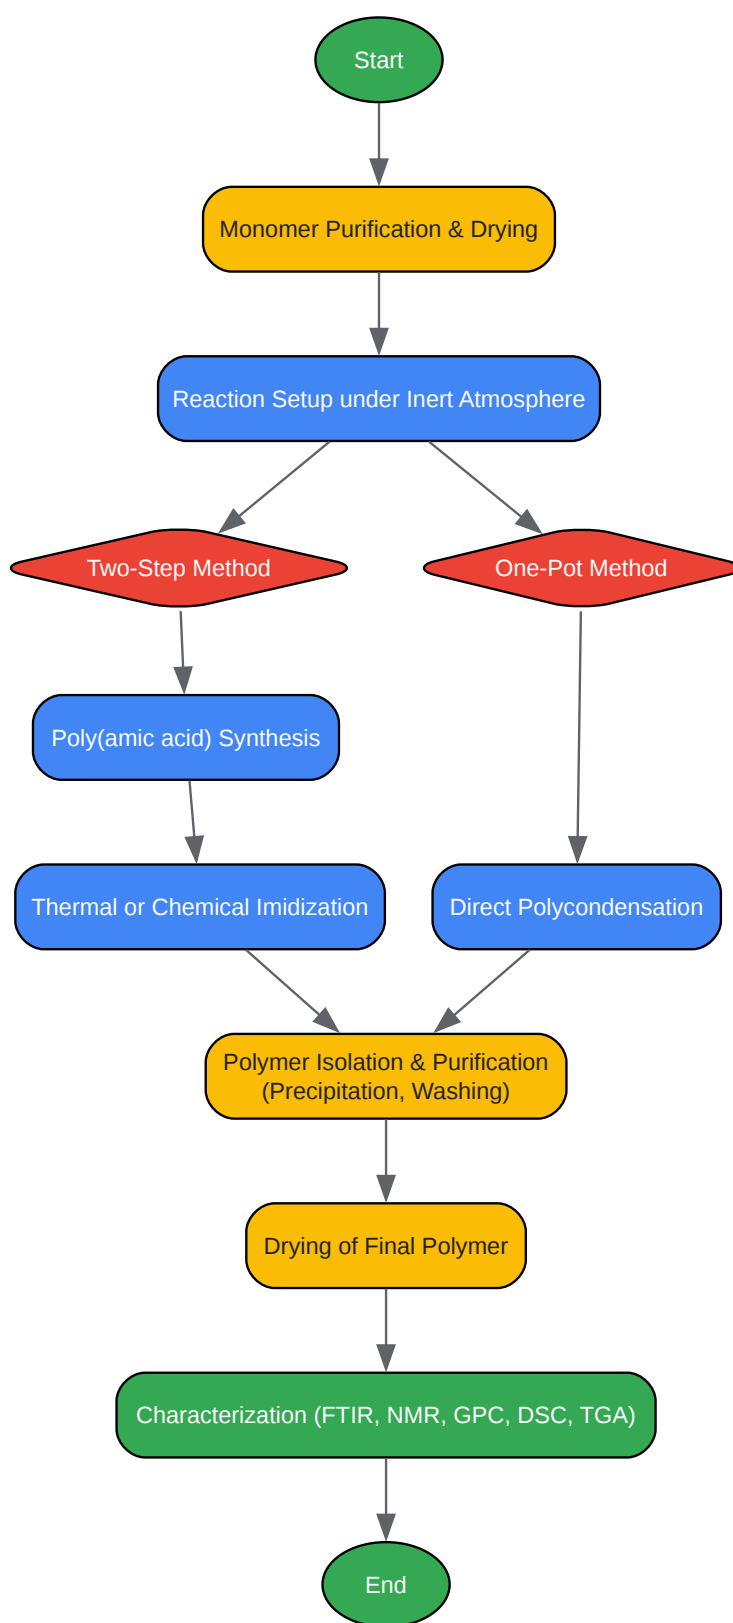 Start
Monomer Purification & Drying
Reaction Setup under Inert Atmosphere
Two-Step Method
One-Pot Method
Poly(amic acid) Synthesis
Thermal or Chemical Imidization
Direct Polycondensation
Polymer Isolation & Purification
(Precipitation, Washing)
Drying of Final Polymer
Characterization (FTIR, NMR, GPC, DSC, TGA)
End